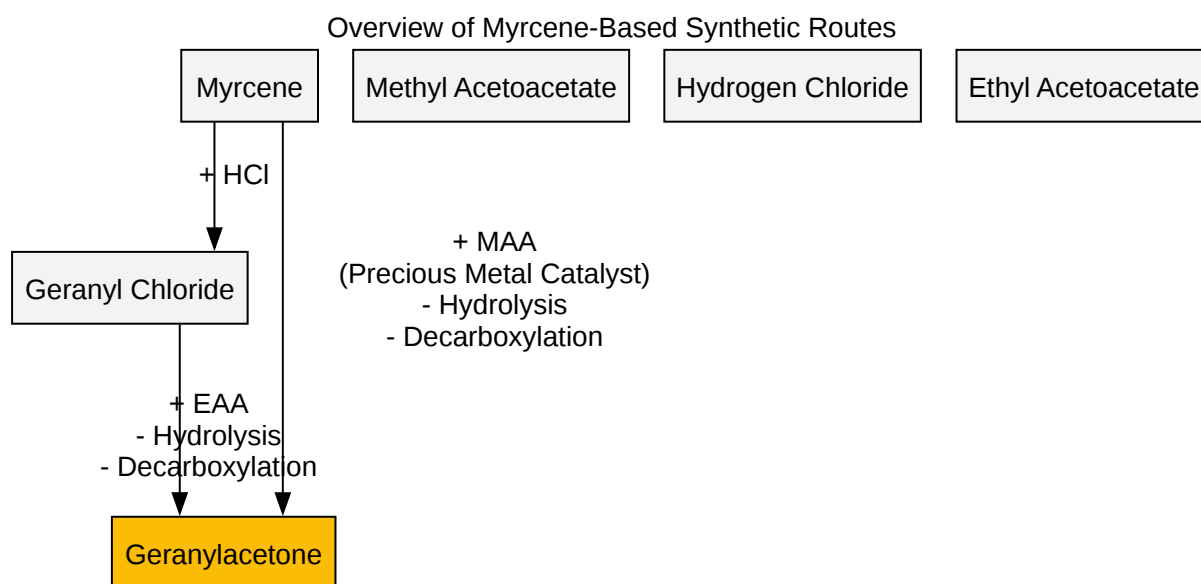 Overview of Myrcene-Based Synthetic Routes
Myrcene
Methyl Acetoacetate
Hydrogen Chloride
Ethyl Acetoacetate
+ HCl
+ MAA
(Precious Metal Catalyst)
- Hydrolysis
- Decarboxylation
Geranyl Chloride
+ EAA
- Hydrolysis
- Decarboxylation
Geranylacetone